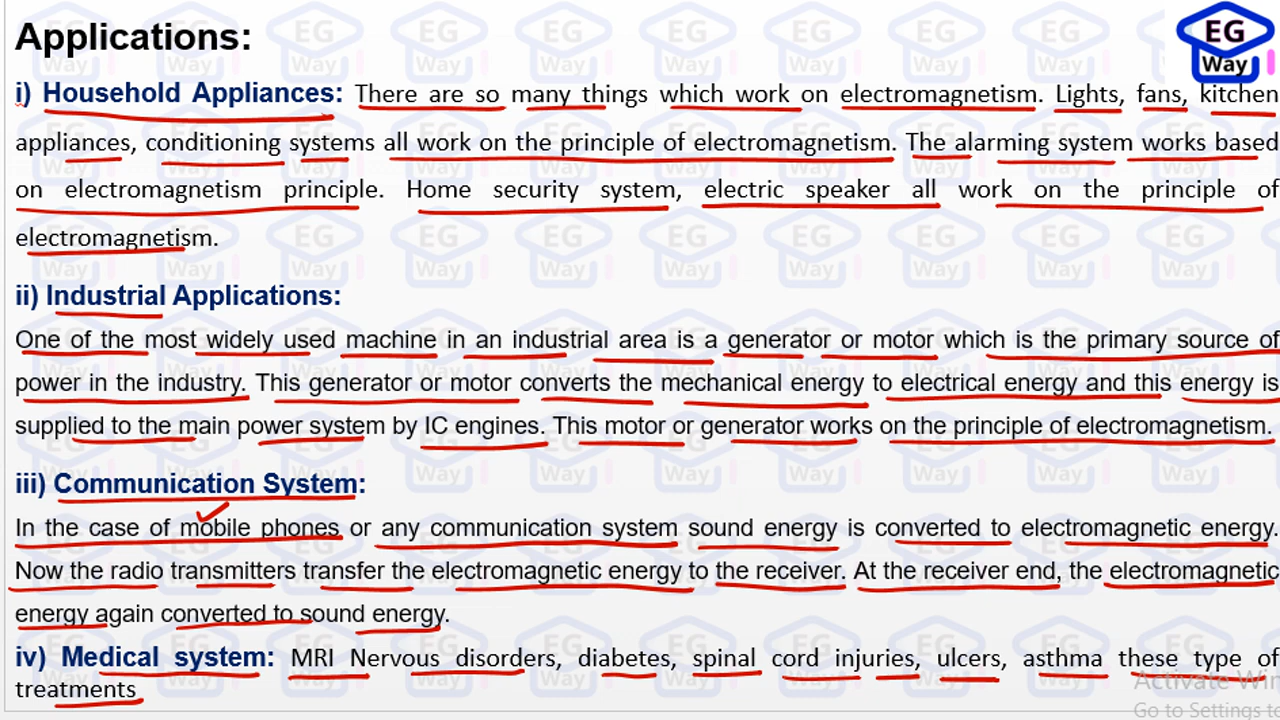 Applications:
EG
Way
i) Household Appliances: There are so many things which work on electromagnetism. Lights, fans, kitchen
appliances, conditioning systems all work on the principle of electromagnetism. The alarming system works based
on electromagnetism principle. Home security system, electric speaker all work on the principle of
electromagnetism.
ii) Industrial Applications:
One of the most widely used machine in an industrial area is a generator or motor which is the primary source of
power in the industry. This generator or motor converts the mechanical energy to electrical energy and this energy is
supplied to the main power system by IC engines. This motor or generator works on the principle of electromagnetism.
iii) Communication System:
In the case of mobile phones or any communication system sound energy is converted to electromagnetic energy.
Now the radio transmitters transfer the electromagnetic energy to the receiver. At the receiver end, the electromagnetic
energy again converted to sound energy.
iv) Medical system: MRI Nervous disorders, diabetes, spinal cord injuries, ulcers, asthma these type of
treatments
Activate Win
Go to Settings to